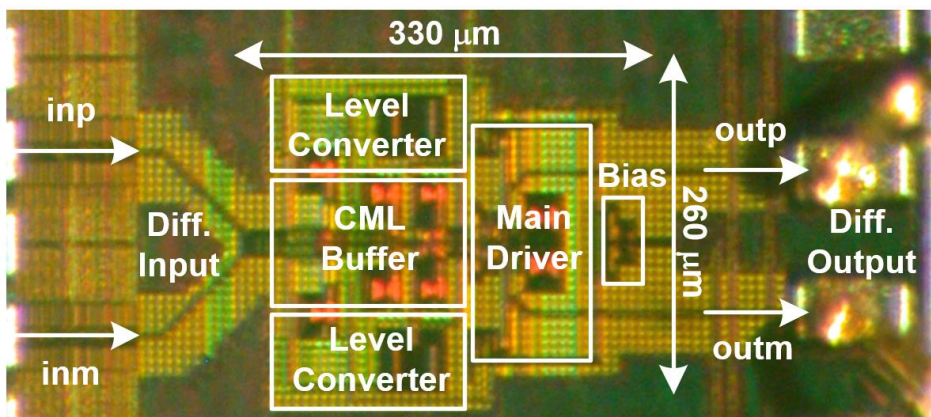 330 μm
Level
Converter
inp
outp
Bias
CML
Buffer
Main
Driver
260 μm
Diff.
Input
Diff.
Output
Level
Converter
inm
outm